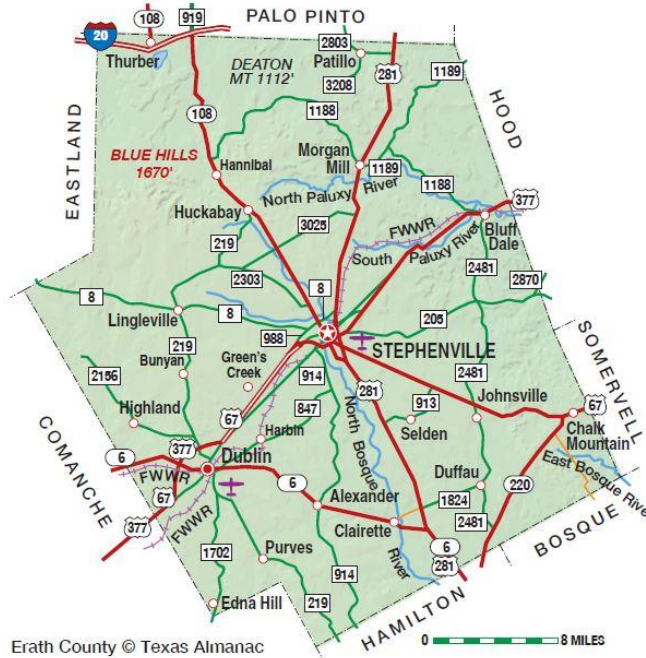 PALO PINTO
108
919
20
Thurber
DEATON
MT 1112'
2803
Patillo
3208
281
1189
EASTLAND
HOOD
108
1188
BLUE HILLS
1670'
Hannibal
Morgan
Mill
1189
1188
North Paluxy
River
377
Huckabay
3025
FWWR
Bluff
Dale
219
South
Paluxy River
2481
2870
2303
8
8
Lingleville
8
205
SOMERVELL
988
STEPHENVILLE
219
Bunyan
Green's
Creek
914
281
2156
2481
Johnsville
913
67
Highland
67
847
North Bosque
Selden
Chalk
Mountain
COMANCHE
377
Harbin
6
Dublin
Duffau
East Bosque River
FWWR
6
220
67
Alexander
1824
377
FWWR
Clairette
2481
BOSQUE
1702
River
6
281
Purves
914
219
Edna Hill
HAMILTON
0
8 MILES
Erath County © Texas Almanac